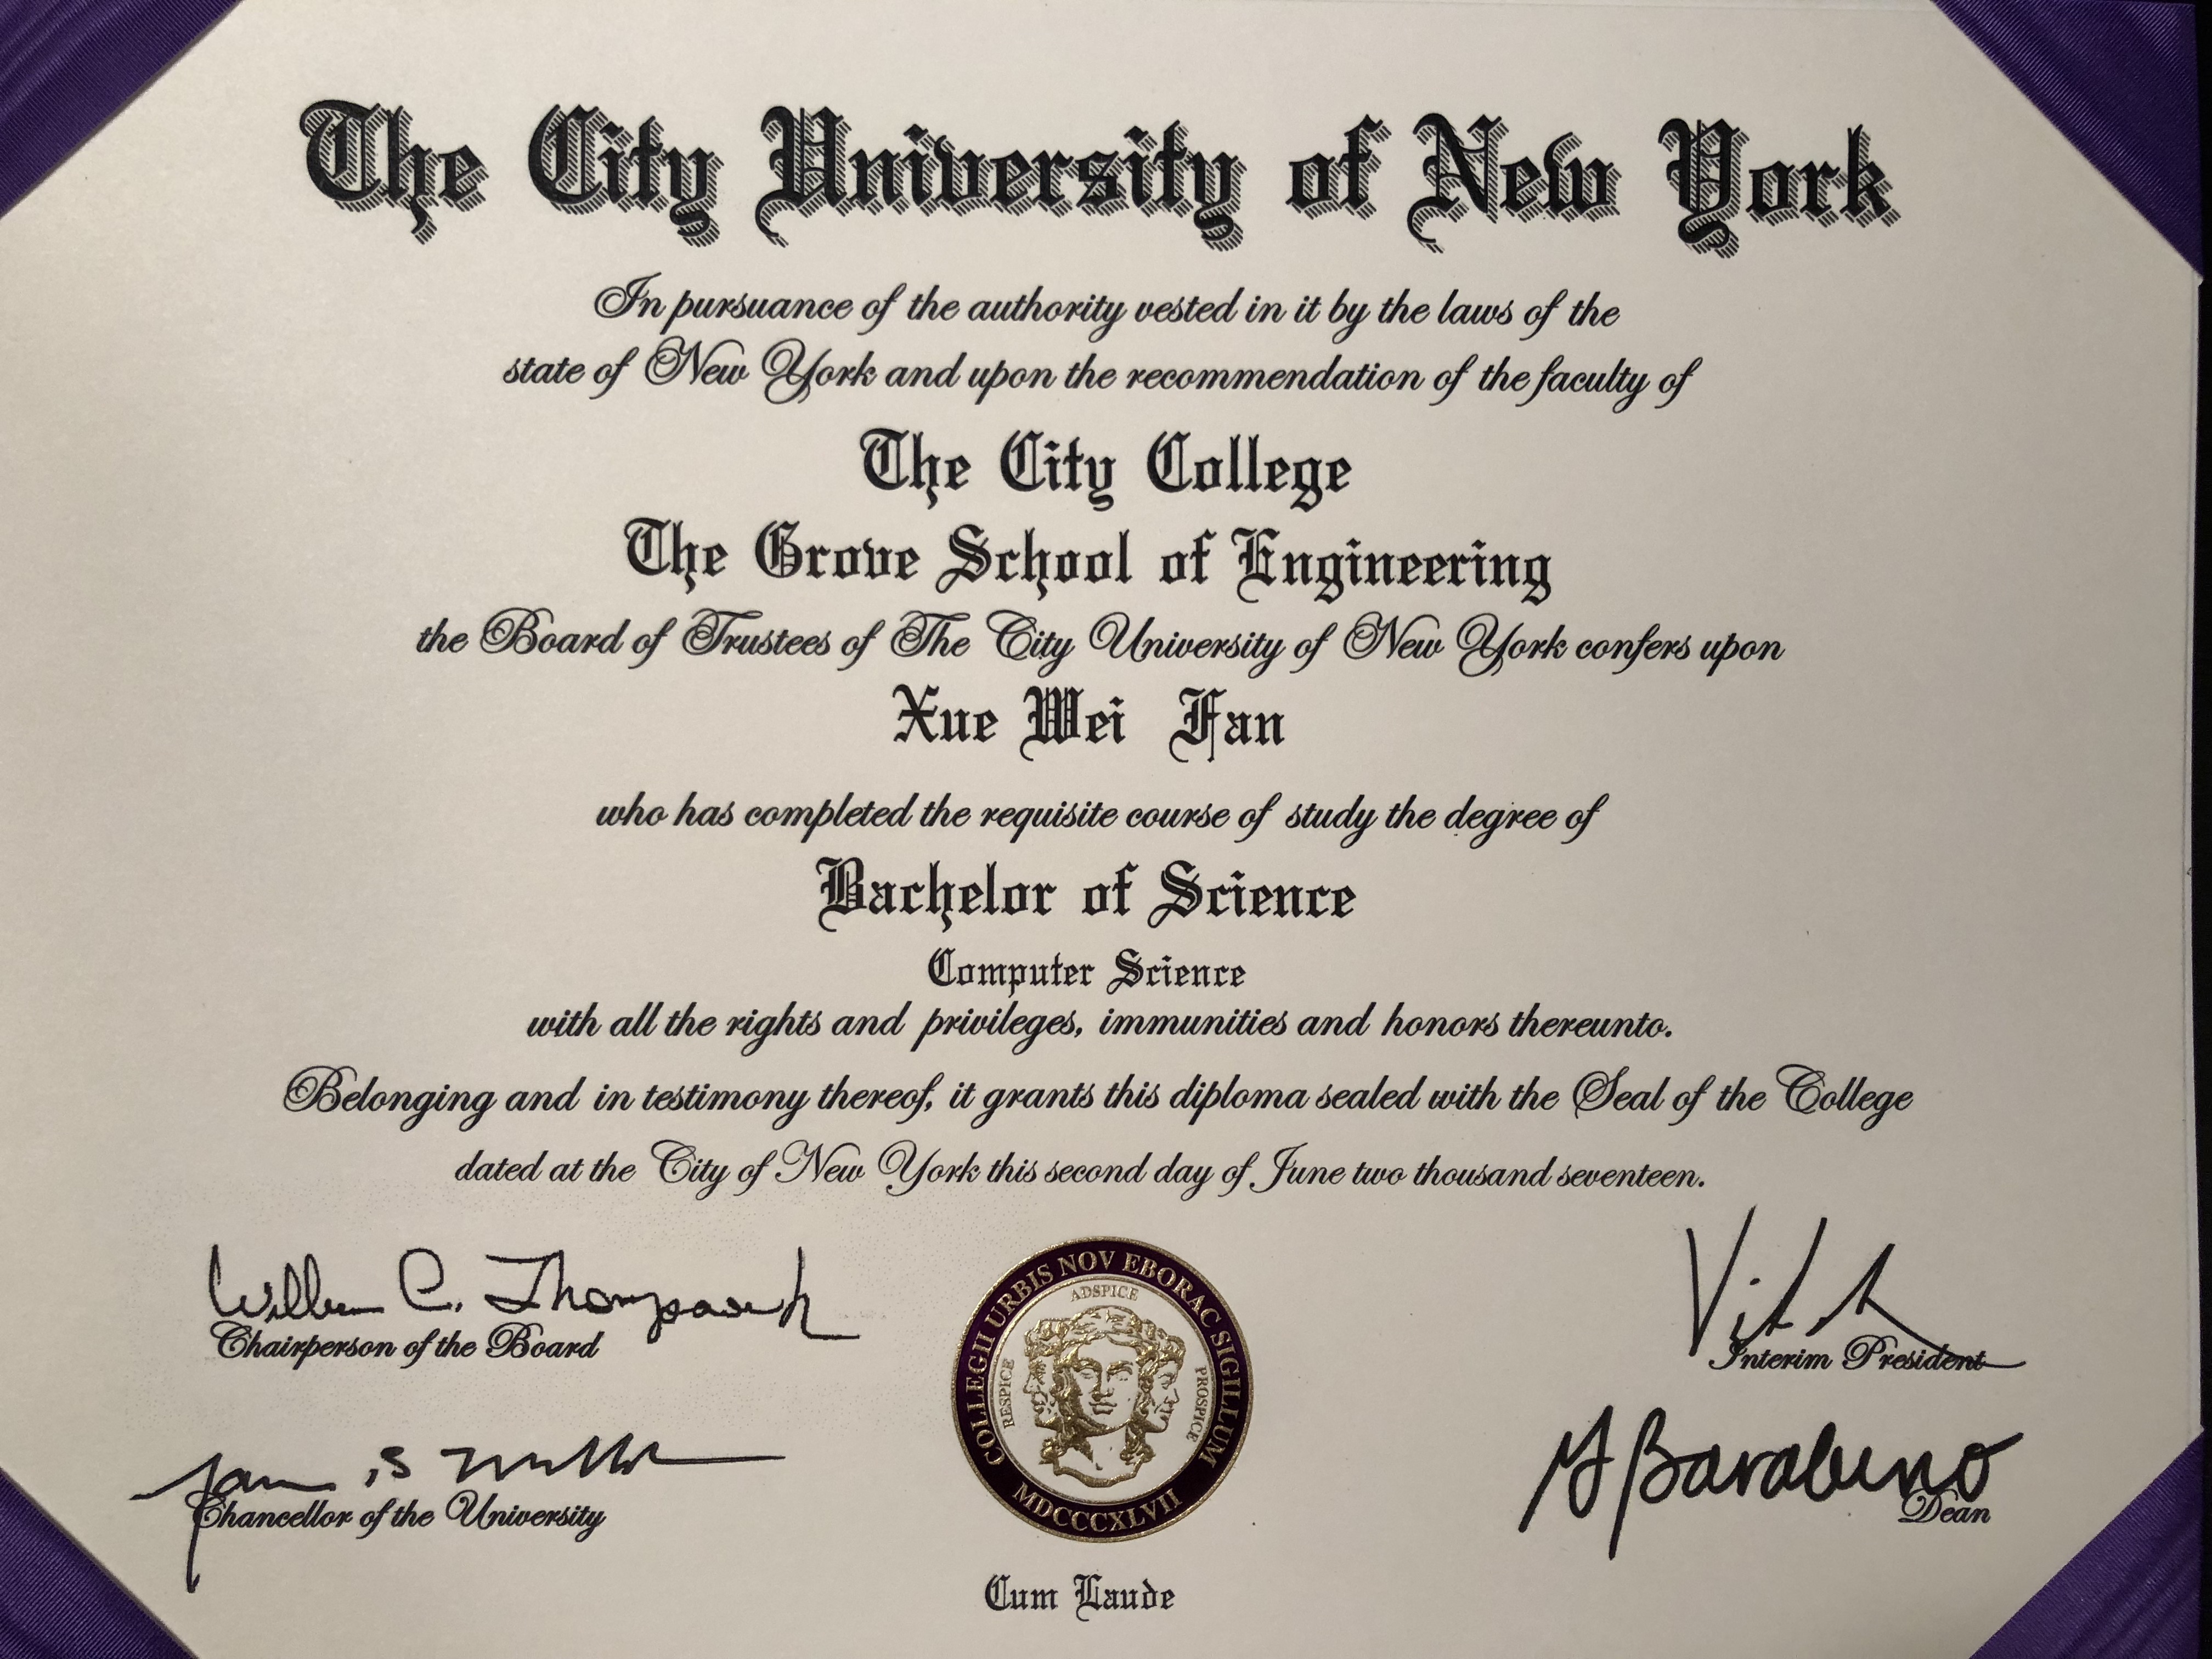 The City University of New York
In pursuance of the authority vested in it by the laws of the
state of New York and upon the recommendation of the faculty of
The City College
The Grove School of Engineering
the Board of Trustees of The City University of New York confers upon
Xue Wei Fan
who has completed the requisite course of study the degree of
Bachelor of Science
Computer Science
with all the rights and privileges, immunities and honors thereunto.
Belonging and in testimony thereof, it grants this diploma sealed with the Seal of the College
dated at the City of New York this second day of June two thousand seventeen.
William C. Thompson
Chairperson of the Board
Interim President
COLLEGII URBIS NOV EBORAC SIGILLUM
ADSPICE
RESPICE
PROSPICE
MDCCCXLVII
Chancellor of the University
Barabino
Dean
Cum Laude